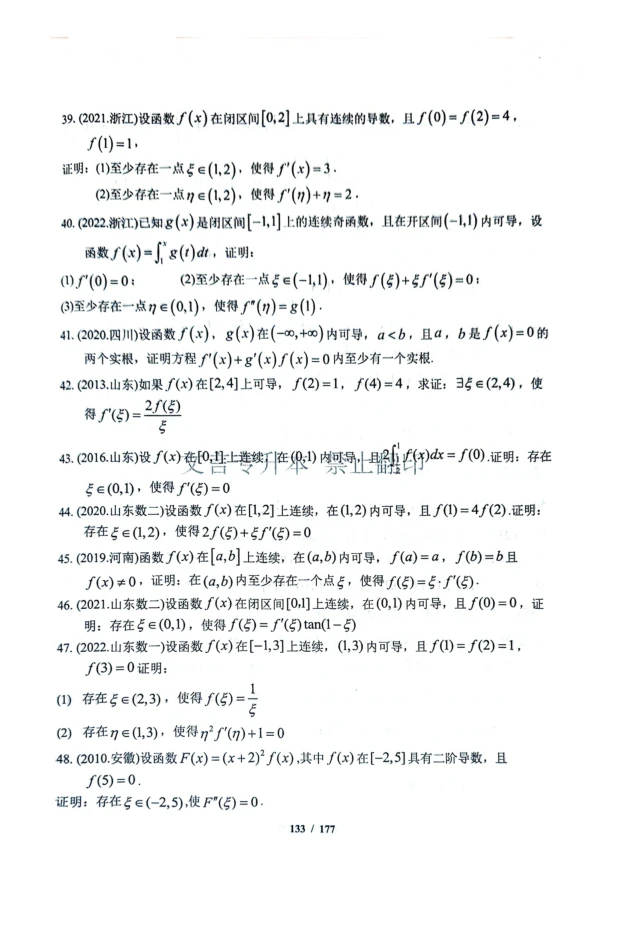 39. (2021.浙江)设函数 f(x) 在闭区间[0,2]上具有连续的导数，且 f(0)=f(2)=4，
f(1)=1，
证明：(1)至少存在一点ξ∈(1,2)，使得 f′(x)=3．
(2)至少存在一点η∈(1,2)，使得 f′(η)+η=2．
40. (2022.浙江)已知 g(x) 是闭区间[-1,1]上的连续奇函数，且在开区间(-1,1)内可导，设
函数 f(x)=∫₁ˣ g(t)dt，证明：
(1) f′(0)=0； (2)至少存在一点ξ∈(-1,1)，使得 f(ξ)+ξf′(ξ)=0；
(3)至少存在一点η∈(0,1)，使得 f″(η)=g(1)．
41. (2020.四川)设函数 f(x)，g(x)在(-∞,+∞)内可导，a<b，且a，b是 f(x)=0 的
两个实根，证明方程 f′(x)+g′(x)f(x)=0 内至少有一个实根.
42. (2013.山东)如果 f(x) 在[2,4]上可导，f(2)=1，f(4)=4，求证：∃ξ∈(2,4)，使
得 f′(ξ)=2f(ξ)/ξ
43. (2016.山东)设 f(x) 在[0,1]上连续，在(0,1)内可导，且2∫f(x)dx=f(0).证明：存在
ξ∈(0,1)，使得 f′(ξ)=0
44. (2020.山东数二)设函数 f(x) 在[1,2]上连续，在(1,2)内可导，且 f(1)=4f(2).证明：
存在ξ∈(1,2)，使得2f(ξ)+ξf′(ξ)=0
45. (2019.河南)函数 f(x) 在[a,b]上连续，在(a,b)内可导，f(a)=a，f(b)=b且
f(x)≠0，证明：在(a,b)内至少存在一个点ξ，使得 f(ξ)=ξ·f′(ξ).
46. (2021.山东数二)设函数 f(x) 在闭区间[0,1]上连续，在(0,1)内可导，且 f(0)=0，证
明：存在ξ∈(0,1)，使得 f(ξ)=f′(ξ)tan(1-ξ)
47. (2022.山东数一)设函数 f(x) 在[-1,3]上连续，(1,3)内可导，且 f(1)=f(2)=1，
f(3)=0证明：
(1) 存在ξ∈(2,3)，使得 f(ξ)=1/ξ
(2) 存在η∈(1,3)，使得η²f′(η)+1=0
48. (2010.安徽)设函数 F(x)=(x+2)²f(x),其中 f(x) 在[-2,5]具有二阶导数，且
f(5)=0．
证明：存在ξ∈(-2,5),使 F″(ξ)=0．
133 / 177